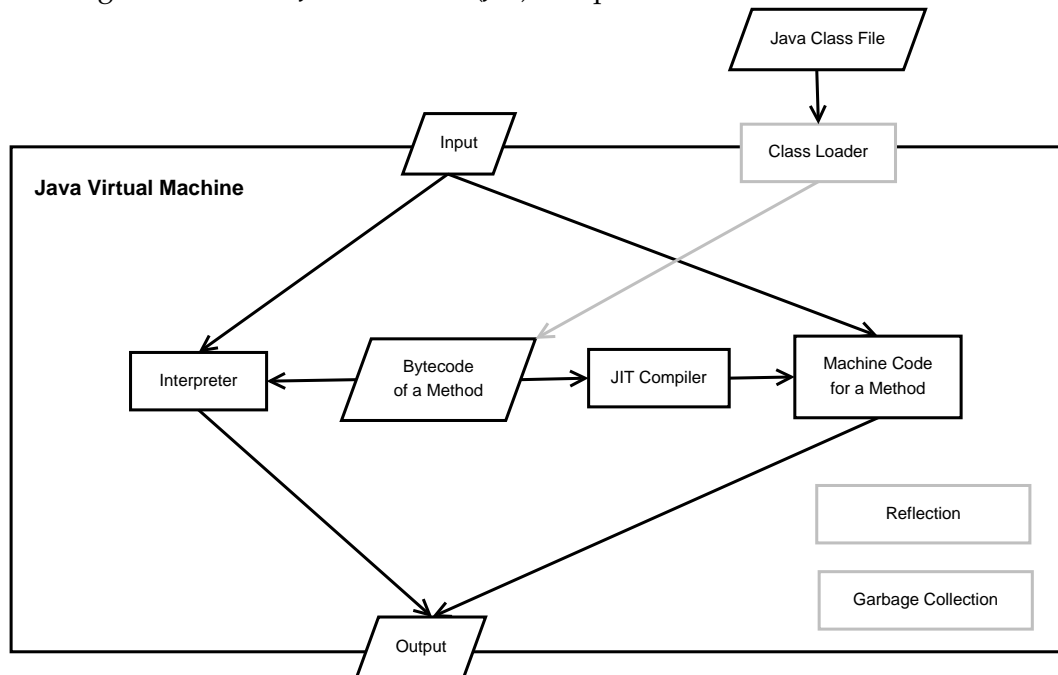 Java Class File
Input
Class Loader
Java Virtual Machine
Interpreter
Bytecode
of a Method
JIT Compiler
Machine Code
for a Method
Reflection
Garbage Collection
Output